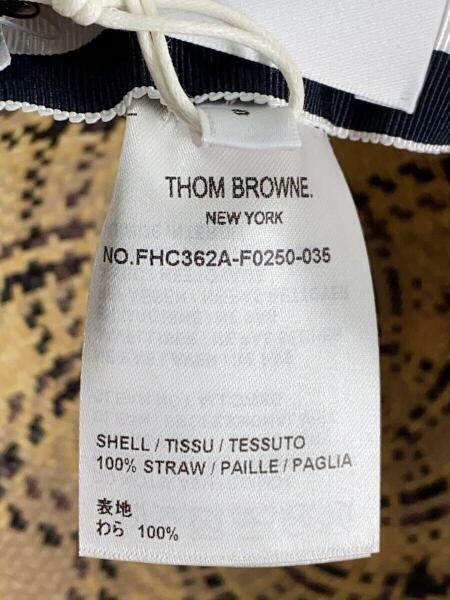 THOM BROWNE.
NEW YORK
NO.FHC362A-F0250-035
SHELL / TISSU / TESSUTO
100% STRAW / PAILLE / PAGLIA
表地
わら 100%